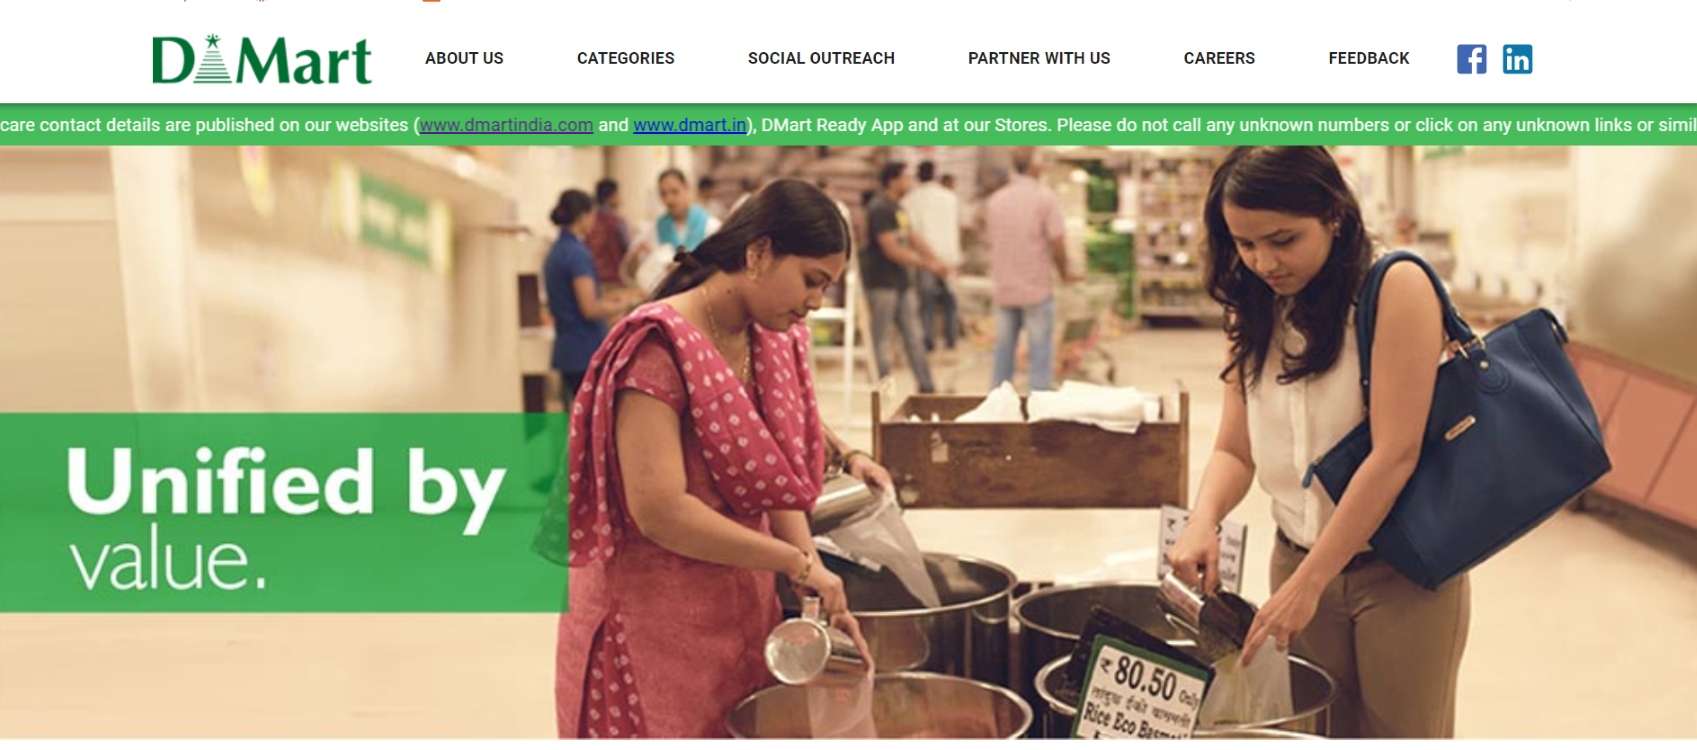 D Mart
ABOUT US
CATEGORIES
SOCIAL OUTREACH
PARTNER WITH US
CAREERS
FEEDBACK
f
in
care contact details are published on our websites (www.dmartindia.com and www.dmart.in), DMart Ready App and at our Stores. Please do not call any unknown numbers or click on any unknown links or simil
Unified by
value.
₹
₹ 80.50 Only
Rice Eco Basmati